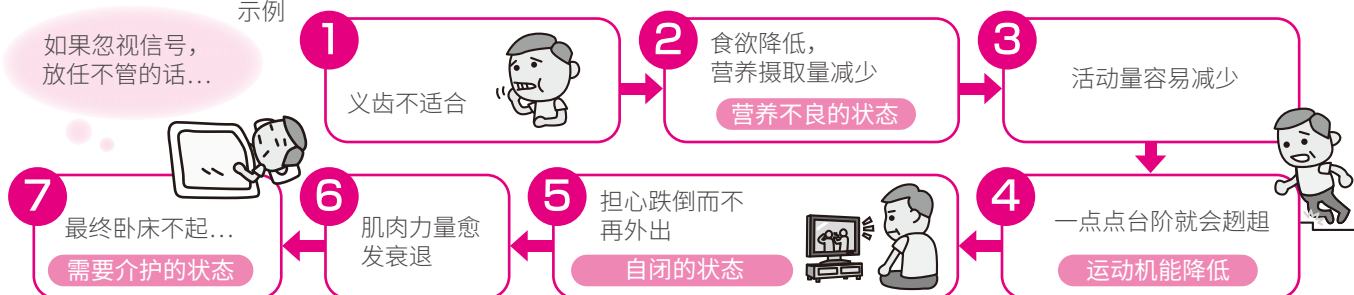 示例
如果忽视信号，
放任不管的话…
1
义齿不适合
2
食欲降低，
营养摄取量减少
营养不良的状态
3
活动量容易减少
4
一点点台阶就会趔趄
运动机能降低
5
担心跌倒而不
再外出
自闭的状态
6
肌肉力量愈
发衰退
7
最终卧床不起…
需要介护的状态